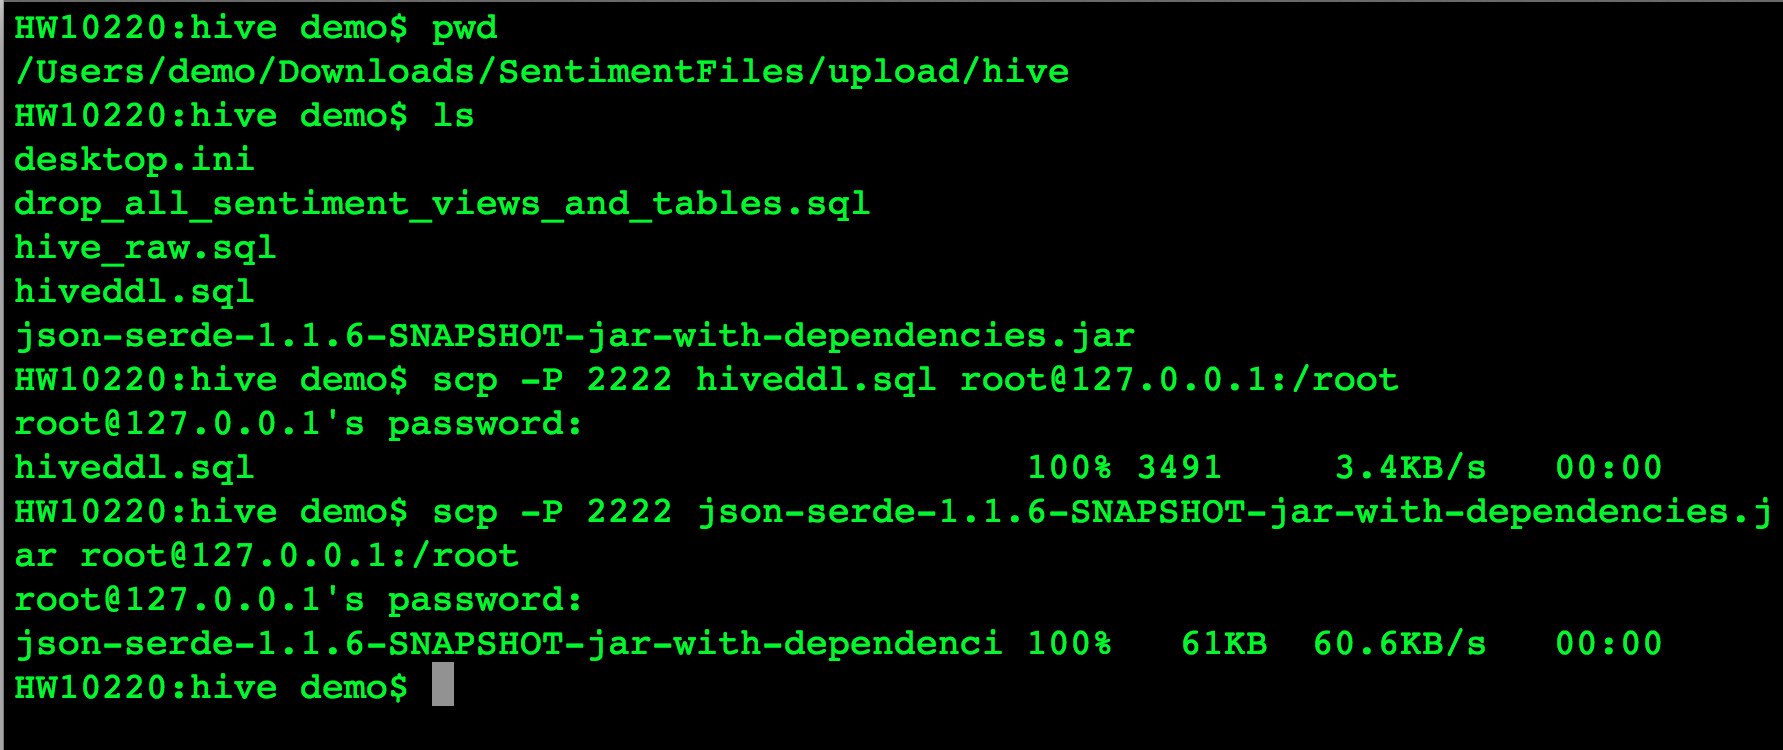 HW10220:hive demo$ pwd
/Users/demo/Downloads/SentimentFiles/upload/hive
HW10220:hive demo$ ls
desktop.ini
drop_all_sentiment_views_and_tables.sql
hive_raw.sql
hiveddl.sql
json-serde-1.1.6-SNAPSHOT-jar-with-dependencies.jar
HW10220:hive demo$ scp -P 2222 hiveddl.sql root@127.0.0.1:/root
root@127.0.0.1's password:
hiveddl.sql 100% 3491 3.4KB/s 00:00
HW10220:hive demo$ scp -P 2222 json-serde-1.1.6-SNAPSHOT-jar-with-dependencies.j
ar root@127.0.0.1:/root
root@127.0.0.1's password:
json-serde-1.1.6-SNAPSHOT-jar-with-dependenci 100% 61KB 60.6KB/s 00:00
HW10220:hive demo$